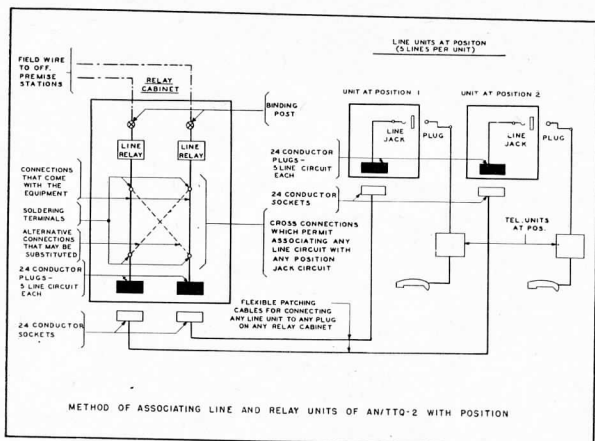 LINE UNITS AT POSITON
(5 LINES PER UNIT)
FIELD WIRE
TO OFF.
PREMISE
STATIONS
RELAY
CABINET
UNIT AT POSITION 1
UNIT AT POSITION 2
BINDING
POST
LINE
JACK
PLUG
LINE
JACK
PLUG
LINE
RELAY
LINE
RELAY
24 CONDUCTOR
PLUGS-
5 LINE CIRCUIT
EACH
CONNECTIONS
THAT COME
WITH THE
EQUIPMENT
24 CONDUCTOR
SOCKETS
SOLDERING
TERMINALS
CROSS CONNECTIONS
WHICH PERMIT
ASSOCIATING ANY
LINE CIRCUIT WITH
ANY POSITION
JACK CIRCUIT
TEL. UNITS
AT POS.
ALTERNATIVE
CONNECTIONS
THAT MAY BE
SUBSTITUTED
24 CONDUCTOR
PLUGS-
5 LINE CIRCUIT
EACH
FLEXIBLE PATCHING
CABLES FOR CONNECTING
ANY LINE UNIT TO ANY PLUG
ON ANY RELAY CABINET
24 CONDUCTOR
SOCKETS
METHOD OF ASSOCIATING LINE AND RELAY UNITS OF AN/TTQ-2 WITH POSITION